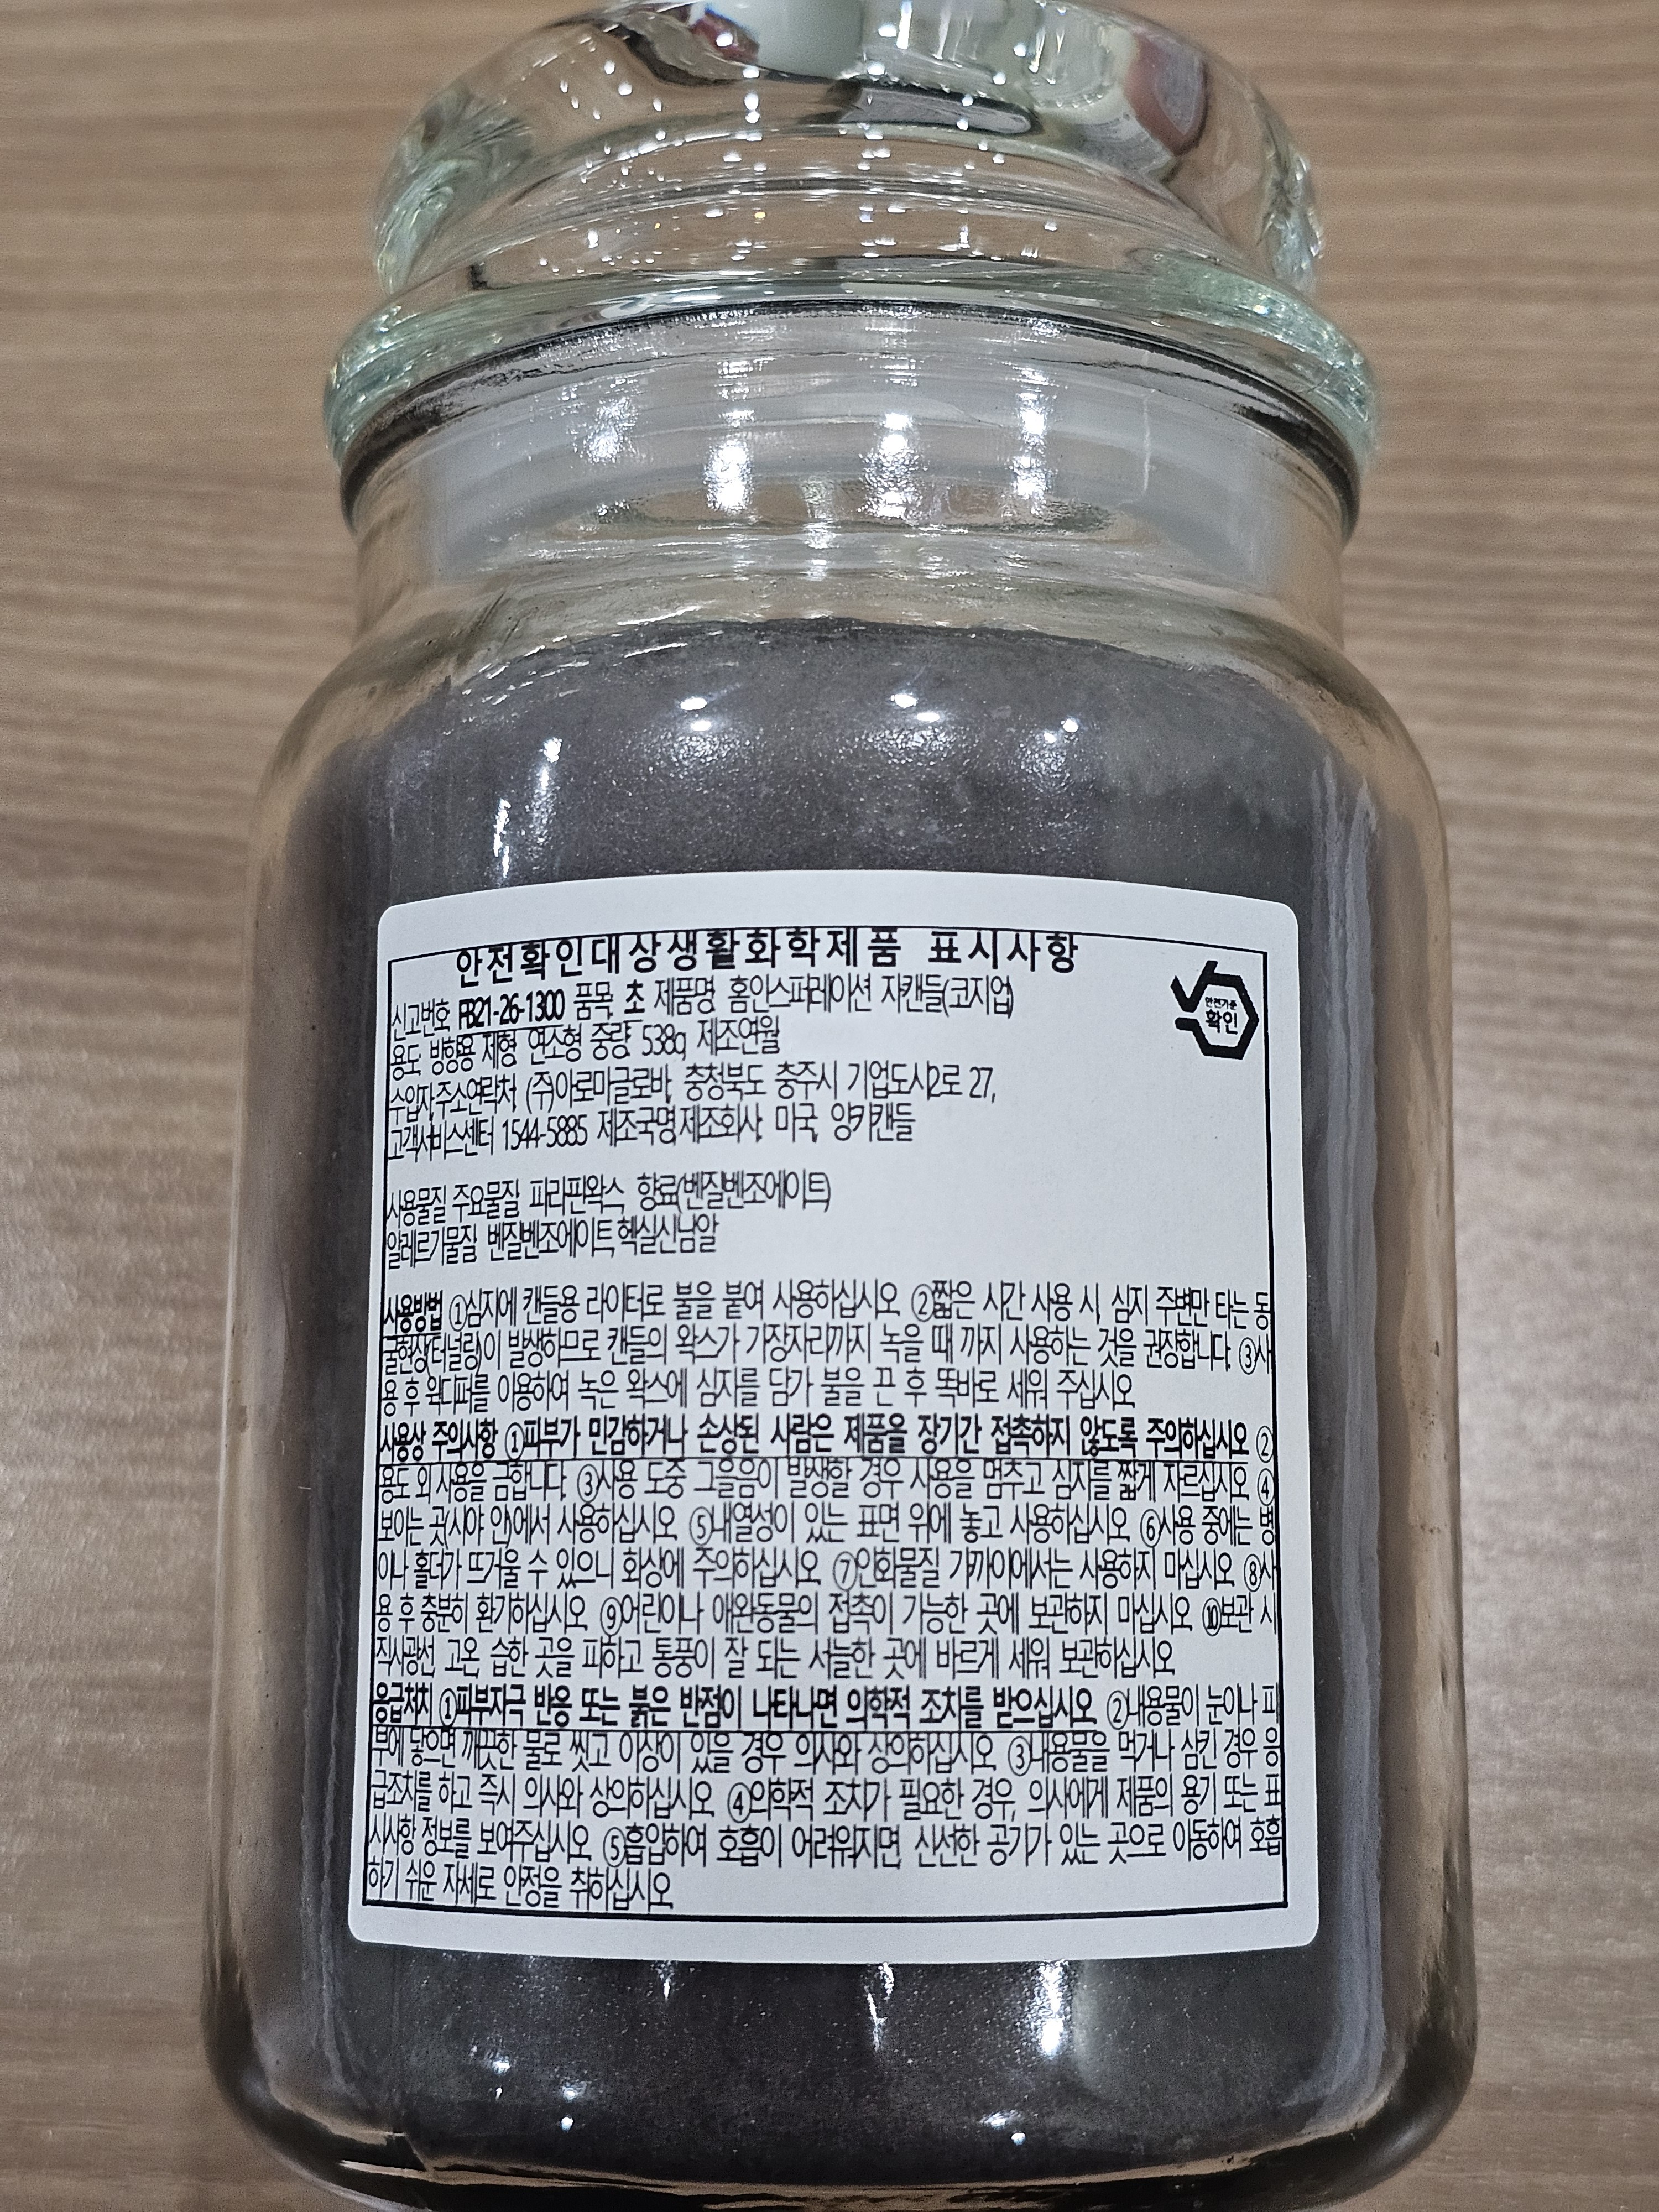 안전확인대상생활화학제품 표시사항
안전기준
확인
신고번호: FB21-26-1300 품목: 초 제품명: 홈인스퍼레이션 자캔들(코지업)
용도: 방향용 제형: 연소형 중량: 538g 제조연월:
수입자,주소연락처: (주)아로마글로바, 충청북도 충주시 기업도시2로 27,
고객서비스센터 1544-5885 제조국명,제조회사: 미국, 양키캔들
사용물질 주요물질: 파라핀왁스, 향료(벤질벤조에이트)
알레르기물질: 벤질벤조에이트,헥실신남알
사용방법 ①심지에 캔들용 라이터로 불을 붙여 사용하십시오. ②짧은 시간 사용 시, 심지 주변만 타는 동
굴현상(터널링)이 발생하므로 캔들의 왁스가 가장자리까지 녹을 때 까지 사용하는 것을 권장합니다. ③사
용 후 윅디퍼를 이용하여 녹은 왁스에 심지를 담가 불을 끈 후 똑바로 세워 주십시오.
사용상 주의사항 ①피부가 민감하거나 손상된 사람은 제품을 장기간 접촉하지 않도록 주의하십시오. ②
용도 외 사용을 금합니다. ③사용 도중 그을음이 발생할 경우 사용을 멈추고 심지를 짧게 자르십시오. ④
보이는 곳(시야 안)에서 사용하십시오. ⑤내열성이 있는 표면 위에 놓고 사용하십시오. ⑥사용 중에는 병
이나 홀더가 뜨거울 수 있으니 화상에 주의하십시오. ⑦인화물질 가까이에서는 사용하지 마십시오. ⑧사
용 후 충분히 환기하십시오. ⑨어린이나 애완동물의 접촉이 가능한 곳에 보관하지 마십시오. ⑩보관 시
직사광선, 고온, 습한 곳을 피하고 통풍이 잘 되는 서늘한 곳에 바르게 세워 보관하십시오.
응급처치 ①피부자극 반응 또는 붉은 반점이 나타나면 의학적 조치를 받으십시오. ②내용물이 눈이나 피
부에 닿으면 깨끗한 물로 씻고 이상이 있을 경우 의사와 상의하십시오. ③내용물을 먹거나 삼킨 경우 응
급조치를 하고 즉시 의사와 상의하십시오. ④의학적 조치가 필요한 경우, 의사에게 제품의 용기 또는 표
시사항 정보를 보여주십시오. ⑤흡입하여 호흡이 어려워지면, 신선한 공기가 있는 곳으로 이동하여 호흡
하기 쉬운 자세로 안정을 취하십시오.